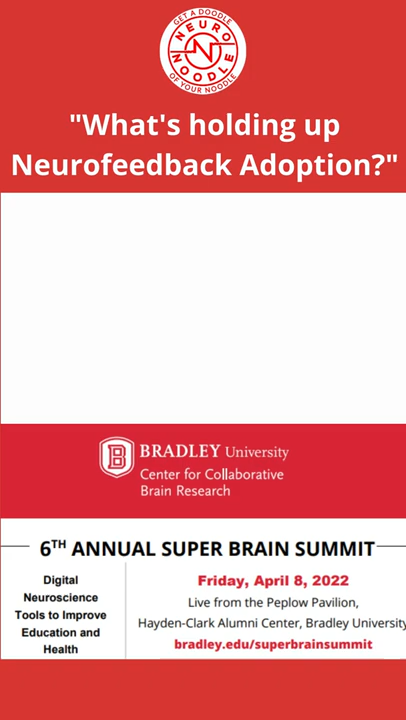 GET A DOODLE
NEURO
NOODLE
OF YOUR NOODLE
"What's holding up
Neurofeedback Adoption?"
B
BRADLEY University
Center for Collaborative
Brain Research
6TH ANNUAL SUPER BRAIN SUMMIT
Digital
Neuroscience
Tools to Improve
Education and
Health
Friday, April 8, 2022
Live from the Peplow Pavilion,
Hayden-Clark Alumni Center, Bradley University
bradley.edu/superbrainsummit